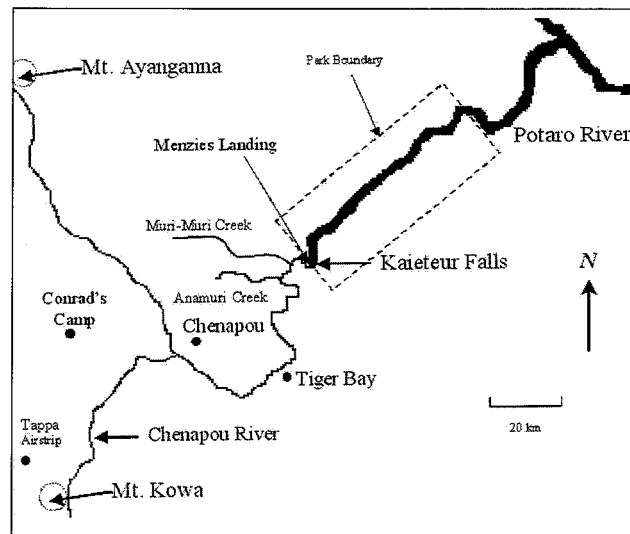 Mt. Ayanganna
Park Boundary
Potaro River
Menzies Landing
Muri-Muri Creek
Kaieteur Falls
N
Anamuri Creek
Conrad's
Camp
Chenapou
Tiger Bay
20 km
Tappa
Airstrip
Chenapou River
Mt. Kowa